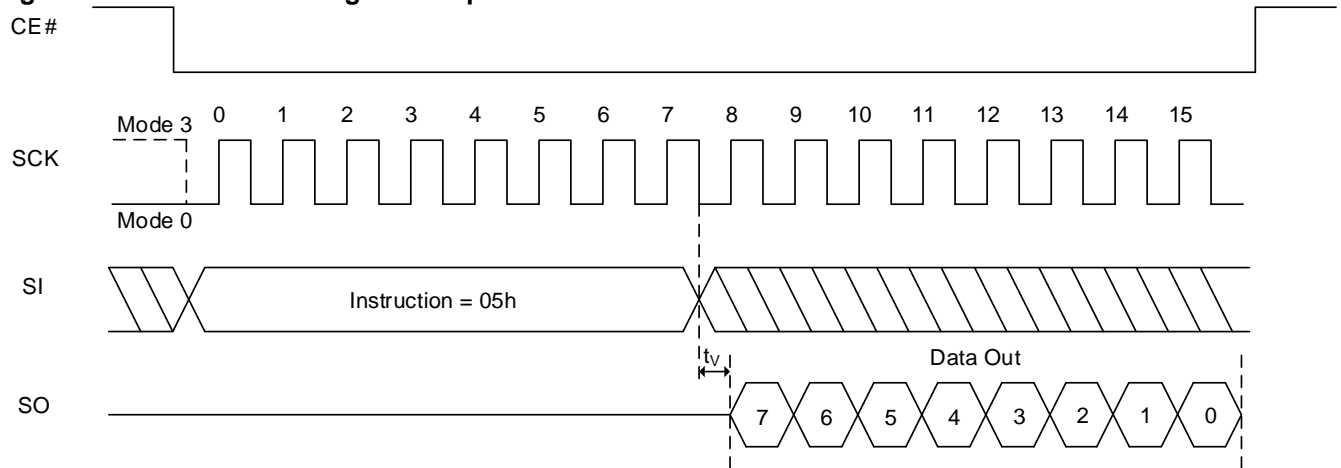 CE#
0 1 2 3 4 5 6 7 8 9 10 11 12 13 14 15
Mode 3
SCK
Mode 0
SI
Instruction = 05h
tV
Data Out
SO
7 6 5 4 3 2 1 0